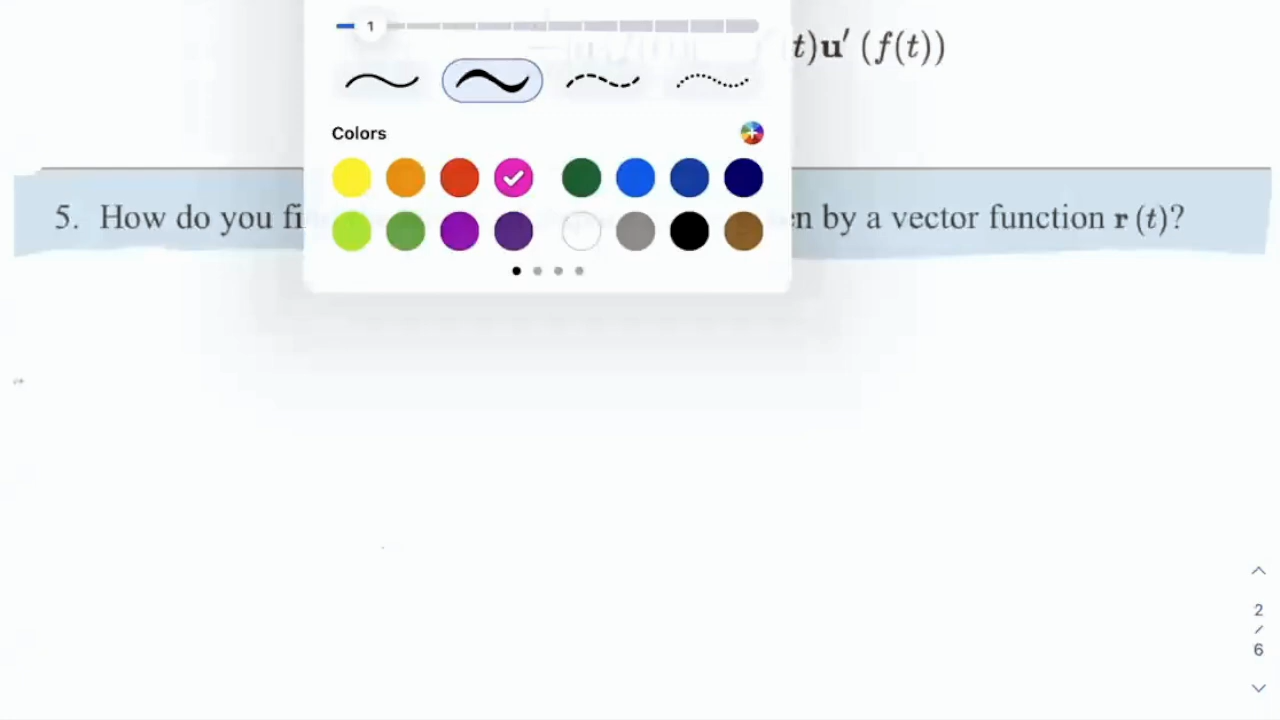 1
t)u′ (f(t))
Colors
5. How do you fi
en by a vector function r (t)?
2
/
6